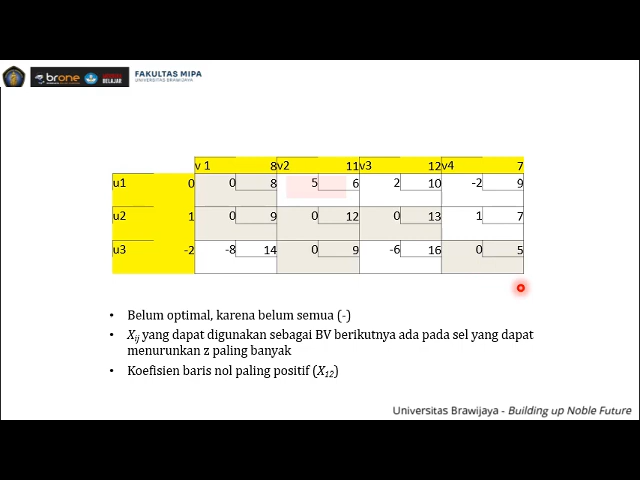 brone
BELAJAR
FAKULTAS MIPA
UNIVERSITAS BRAWIJAYA
v 1 8 v2 11 v3 12 v4 7
u1 0 0 8 5 6 2 10 -2 9
u2 1 0 9 0 12 0 13 1 7
u3 -2 -8 14 0 9 -6 16 0 5
• Belum optimal, karena belum semua (-)
• Xij yang dapat digunakan sebagai BV berikutnya ada pada sel yang dapat
menurunkan z paling banyak
• Koefisien baris nol paling positif (X12)
Universitas Brawijaya - Building up Noble Future